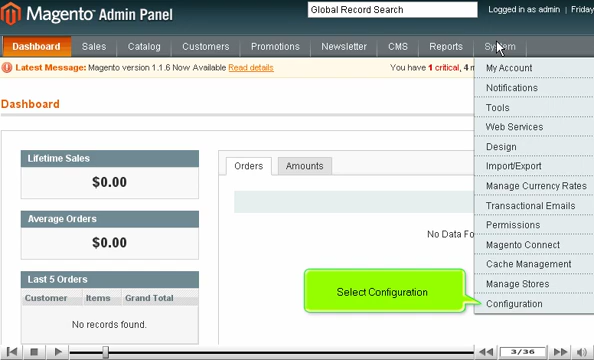 Magento Admin Panel
Global Record Search
Logged in as admin | Friday
Dashboard Sales Catalog Customers Promotions Newsletter CMS Reports System
Latest Message: Magento version 1.1.6 Now Available Read details
You have 1 critical, 4
My Account
Notifications
Tools
Web Services
Design
Import/Export
Manage Currency Rates
Transactional Emails
Permissions
Magento Connect
Cache Management
Manage Stores
Configuration
Dashboard
Lifetime Sales
$0.00
Average Orders
$0.00
Last 5 Orders
Customer Items Grand Total
No records found.
Orders Amounts
No Data Fo
Select Configuration
3/36